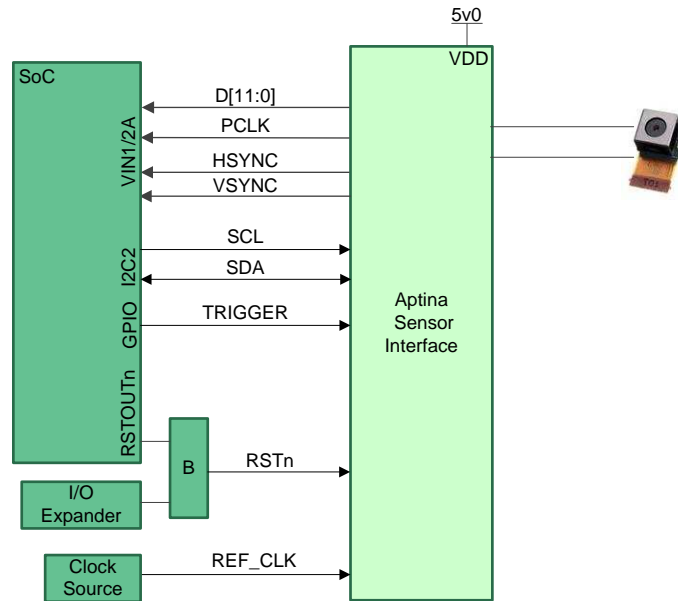 5v0
VDD
SoC
D[11:0]
PCLK
HSYNC
VSYNC
VIN1/2A
SCL
SDA
I2C2
TRIGGER
GPIO
Aptina
Sensor
Interface
RSTOUTn
B
RSTn
I/O
Expander
Clock
Source
REF_CLK